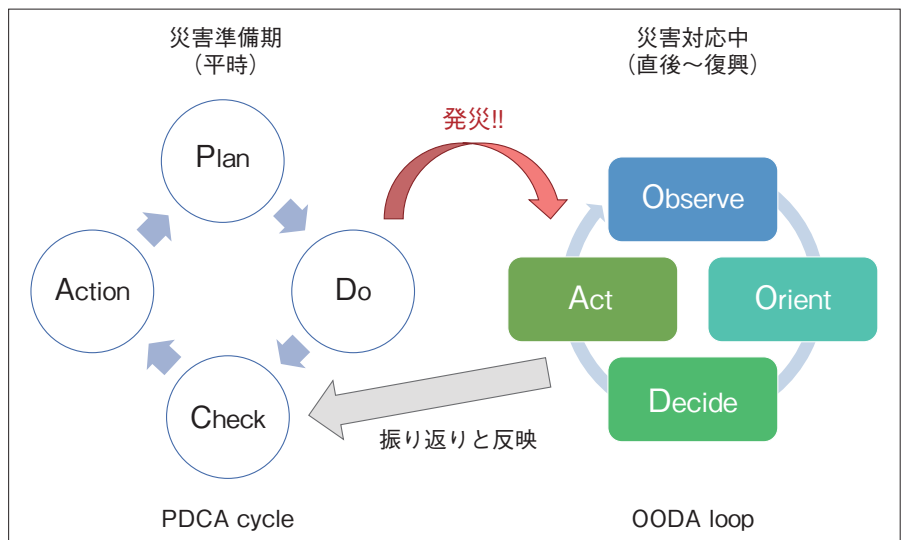 災害準備期
（平時）
災害対応中
（直後〜復興）
発災!!
Plan
Do
Check
Action
Observe
Orient
Decide
Act
振り返りと反映
PDCA cycle
OODA loop